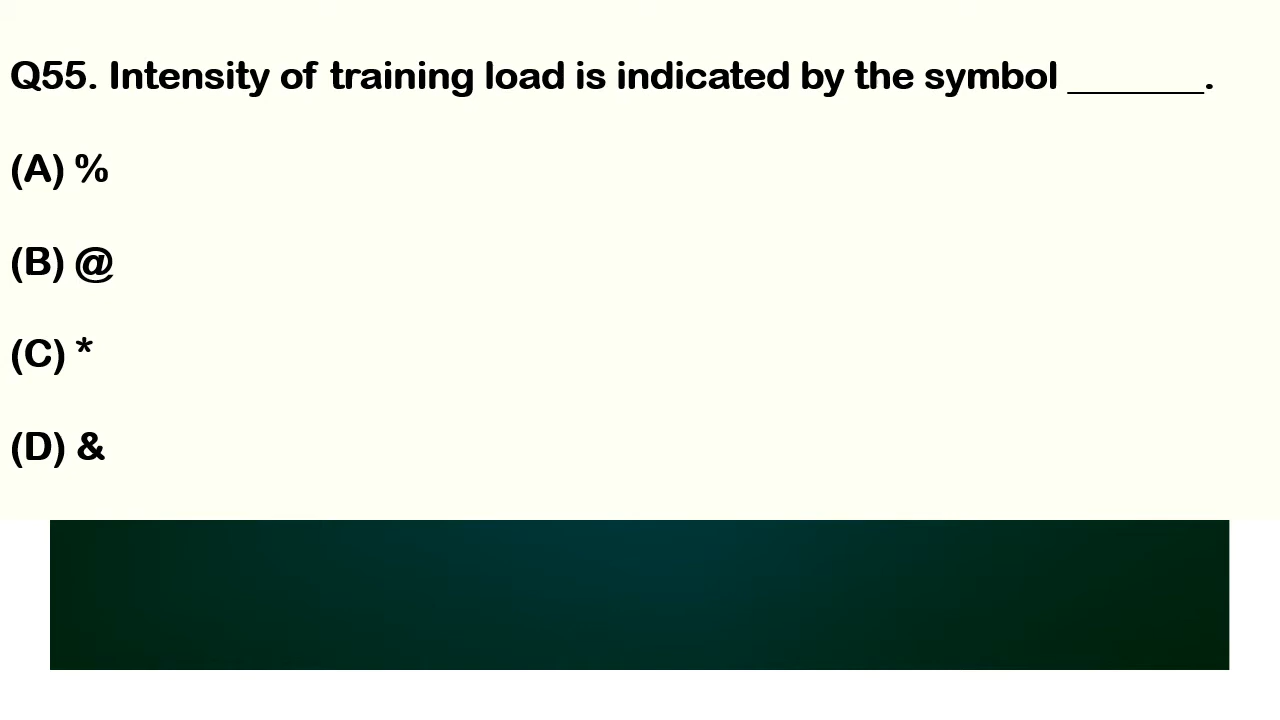 Q55. Intensity of training load is indicated by the symbol _______.
(A) %
(B) @
(C) *
(D) &